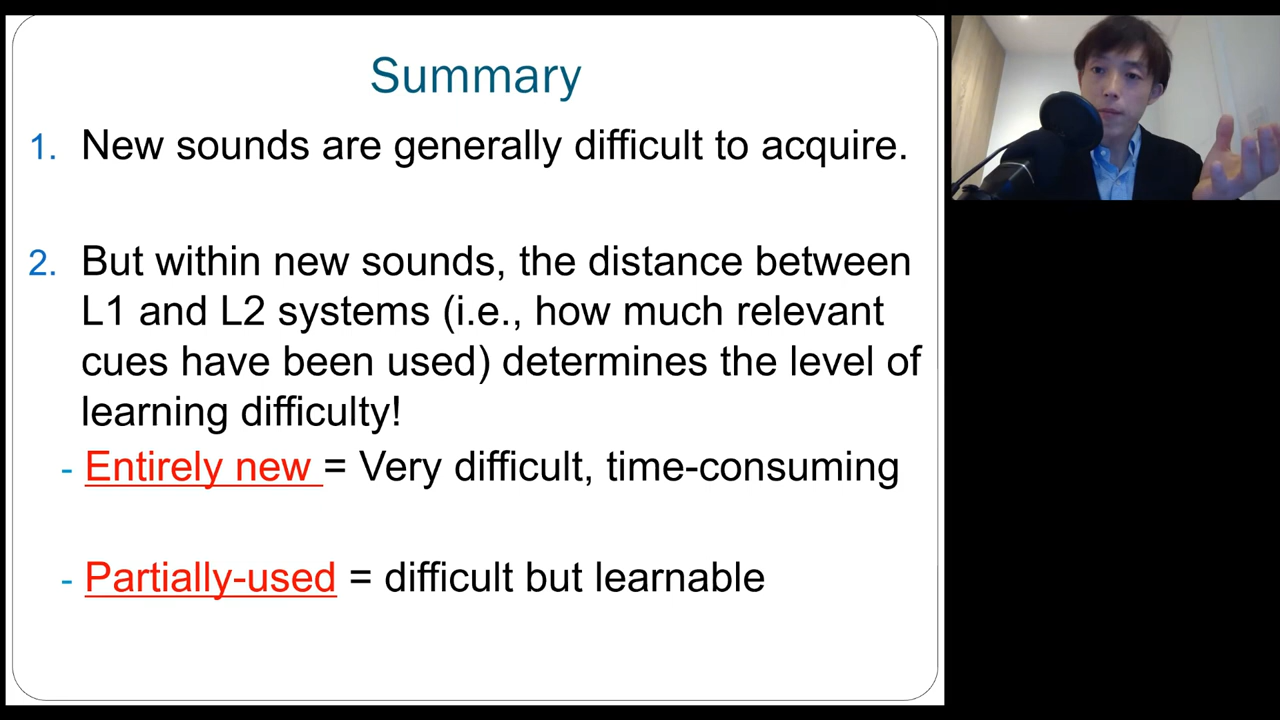 Summary
1. New sounds are generally difficult to acquire.
2. But within new sounds, the distance between
L1 and L2 systems (i.e., how much relevant
cues have been used) determines the level of
learning difficulty!
- Entirely new = Very difficult, time-consuming
- Partially-used = difficult but learnable